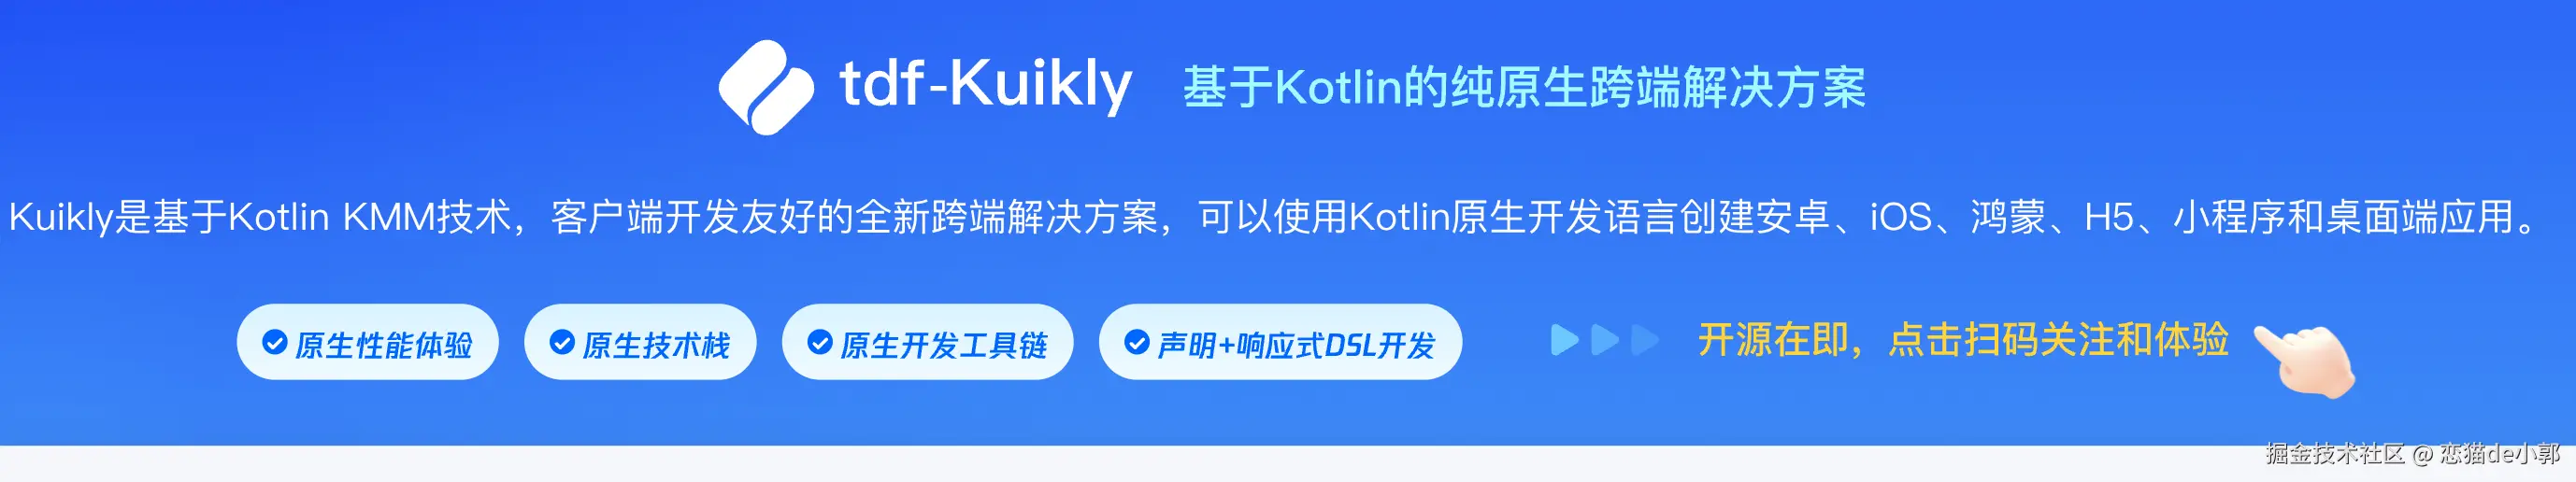 tdf-Kuikly 基于Kotlin的纯原生跨端解决方案
Kuikly是基于Kotlin KMM技术，客户端开发友好的全新跨端解决方案，可以使用Kotlin原生开发语言创建安卓、iOS、鸿蒙、H5、小程序和桌面端应用。
原生性能体验 原生技术栈 原生开发工具链 声明+响应式DSL开发 开源在即，点击扫码关注和体验
掘金技术社区 @ 恋猫de小郭